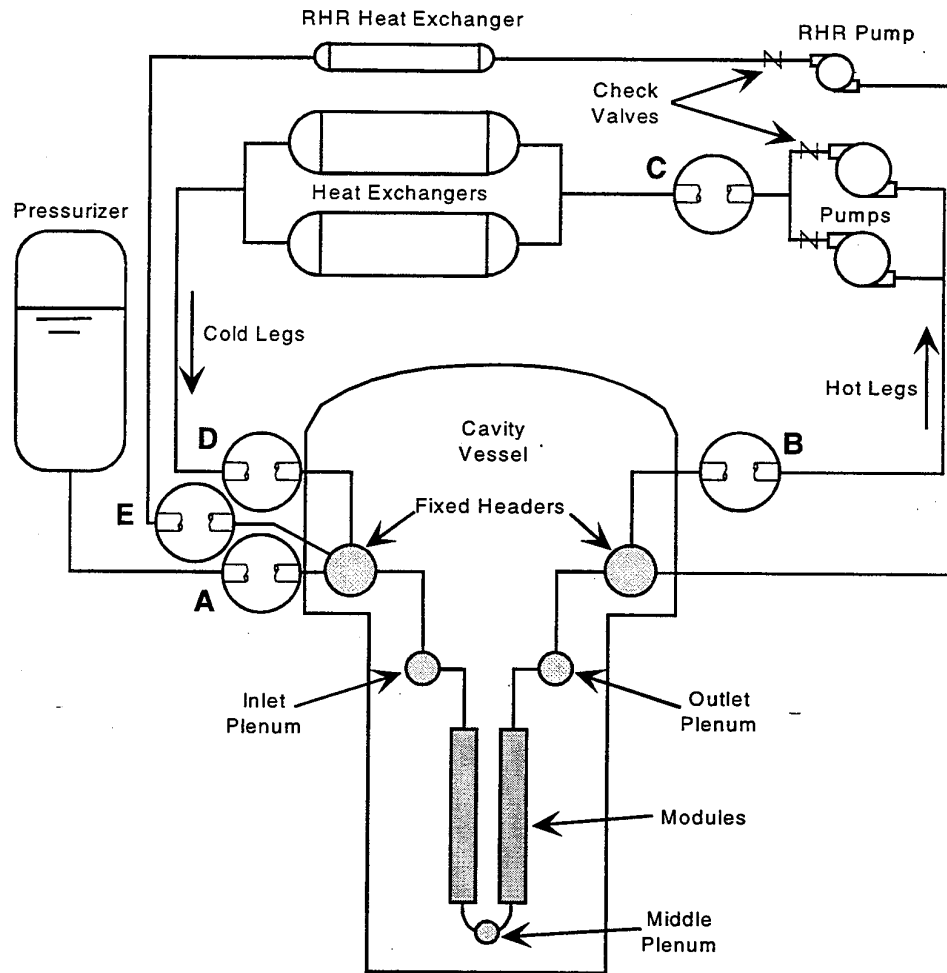 RHR Heat Exchanger
RHR Pump
Check
Valves
C
Heat Exchangers
Pressurizer
Pumps
Cold Legs
Hot Legs
Cavity
Vessel
D
B
E
Fixed Headers
A
Inlet
Plenum
Outlet
Plenum
Modules
Middle
Plenum